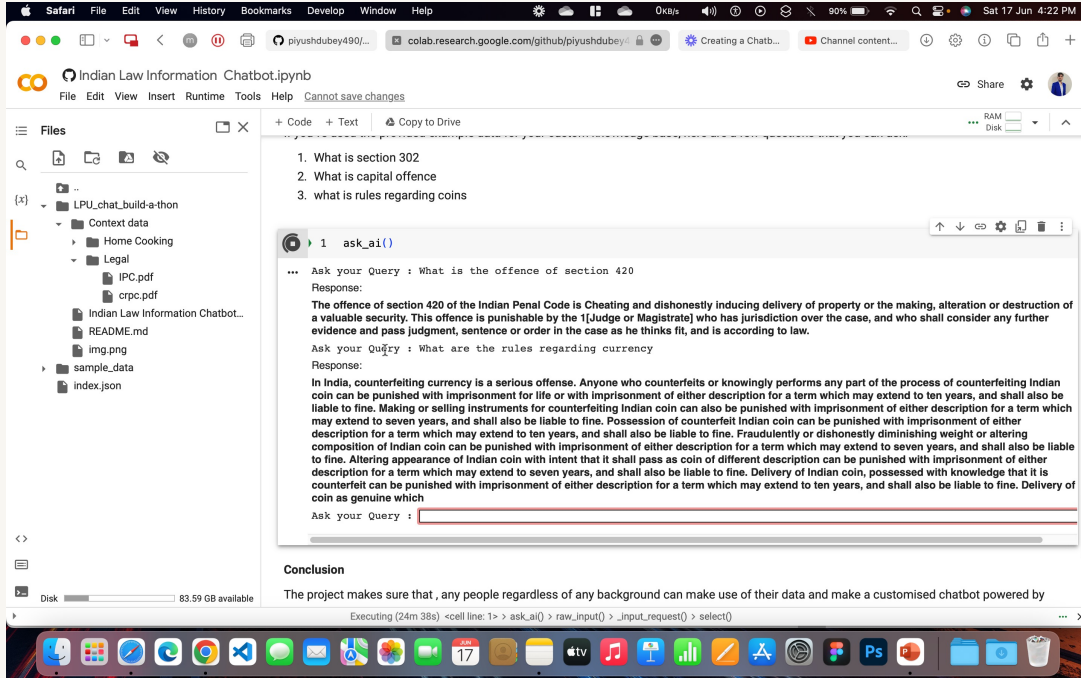 Safari File Edit View History Bookmarks Develop Window Help 0KB/s 90% Sat 17 Jun 4:22 PM
piyushdubey490/... colab.research.google.com/github/piyushdubey4 Creating a Chatb... Channel content...
Indian Law Information Chatbot.ipynb
File Edit View Insert Runtime Tools Help Cannot save changes
Share
Files
+ Code + Text Copy to Drive
RAM
Disk
1. What is section 302
2. What is capital offence
3. what is rules regarding coins
..
LPU_chat_build-a-thon
Context data
Home Cooking
Legal
IPC.pdf
crpc.pdf
Indian Law Information Chatbot...
README.md
img.png
sample_data
index.json
{x}
1 ask_ai()
Ask your Query : What is the offence of section 420
Response:
The offence of section 420 of the Indian Penal Code is Cheating and dishonestly inducing delivery of property or the making, alteration or destruction of
a valuable security. This offence is punishable by the 1[Judge or Magistrate] who has jurisdiction over the case, and who shall consider any further
evidence and pass judgment, sentence or order in the case as he thinks fit, and is according to law.
Ask your Query : What are the rules regarding currency
Response:
In India, counterfeiting currency is a serious offense. Anyone who counterfeits or knowingly performs any part of the process of counterfeiting Indian
coin can be punished with imprisonment for life or with imprisonment of either description for a term which may extend to ten years, and shall also be
liable to fine. Making or selling instruments for counterfeiting Indian coin can also be punished with imprisonment of either description for a term which
may extend to seven years, and shall also be liable to fine. Possession of counterfeit Indian coin can be punished with imprisonment of either
description for a term which may extend to ten years, and shall also be liable to fine. Fraudulently or dishonestly diminishing weight or altering
composition of Indian coin can be punished with imprisonment of either description for a term which may extend to seven years, and shall also be liable
to fine. Altering appearance of Indian coin with intent that it shall pass as coin of different description can be punished with imprisonment of either
description for a term which may extend to seven years, and shall also be liable to fine. Delivery of Indian coin, possessed with knowledge that it is
counterfeit can be punished with imprisonment of either description for a term which may extend to ten years, and shall also be liable to fine. Delivery of
coin as genuine which
Ask your Query :
Conclusion
The project makes sure that , any people regardless of any background can make use of their data and make a customised chatbot powered by
Disk 83.59 GB available
Executing (24m 38s) <cell line: 1> > ask_ai() > raw_input() > _input_request() > select()
JUN
17
tv
Ps